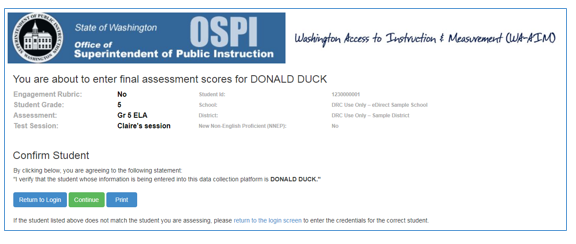 State of Washington
Office of
Superintendent of Public Instruction
OSPI
Washington Access to Instruction & Measurement (WA-AIM)
You are about to enter final assessment scores for DONALD DUCK
Engagement Rubric: No Student Id: 1230000001
Student Grade: 5 School: DRC Use Only - eDirect Sample School
Assessment: Gr 5 ELA District: DRC Use Only - Sample District
Test Session: Claire's session New Non-English Proficient (NNEP): No
Confirm Student
By clicking below, you are agreeing to the following statement:
"I verify that the student whose information is being entered into this data collection platform is DONALD DUCK."
Return to Login Continue Print
If the student listed above does not match the student you are assessing, please return to the login screen to enter the credentials for the correct student.